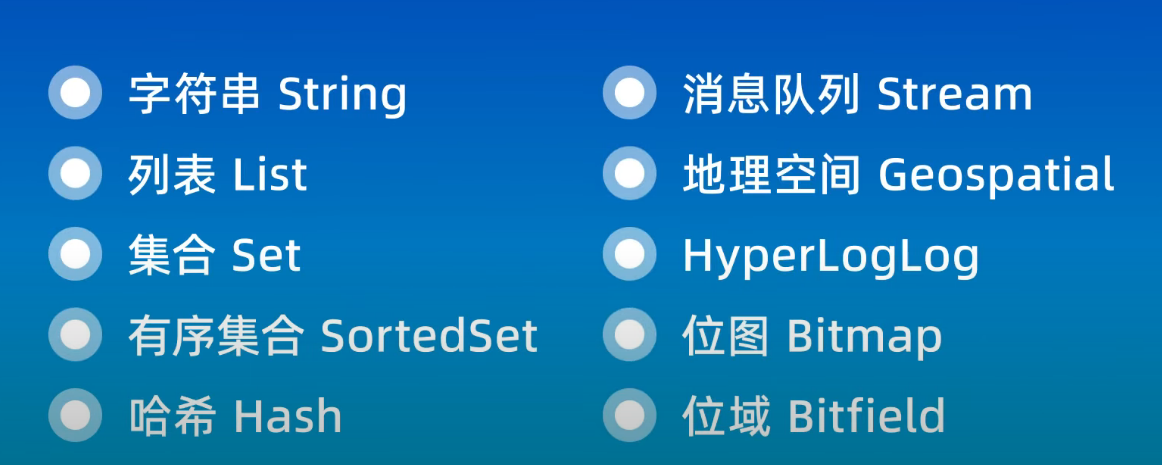 字符串 String
列表 List
集合 Set
有序集合 SortedSet
哈希 Hash
消息队列 Stream
地理空间 Geospatial
HyperLogLog
位图 Bitmap
位域 Bitfield